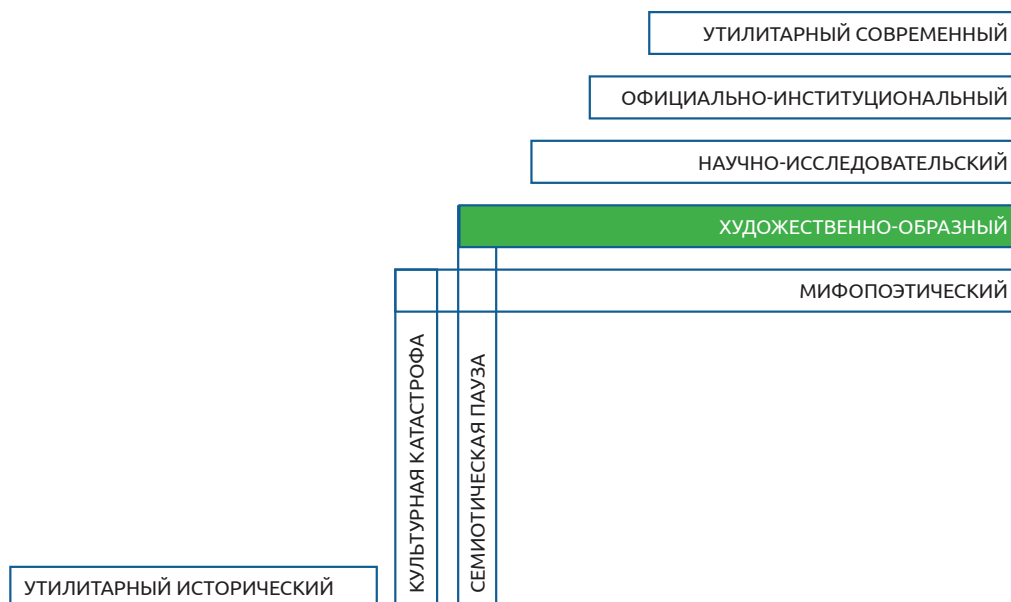 УТИЛИТАРНЫЙ СОВРЕМЕННЫЙ
ОФИЦИАЛЬНО-ИНСТИТУЦИОНАЛЬНЫЙ
НАУЧНО-ИССЛЕДОВАТЕЛЬСКИЙ
ХУДОЖЕСТВЕННО-ОБРАЗНЫЙ
МИФОПОЭТИЧЕСКИЙ
КУЛЬТУРНАЯ КАТАСТРОФА
СЕМИОТИЧЕСКАЯ ПАУЗА
УТИЛИТАРНЫЙ ИСТОРИЧЕСКИЙ